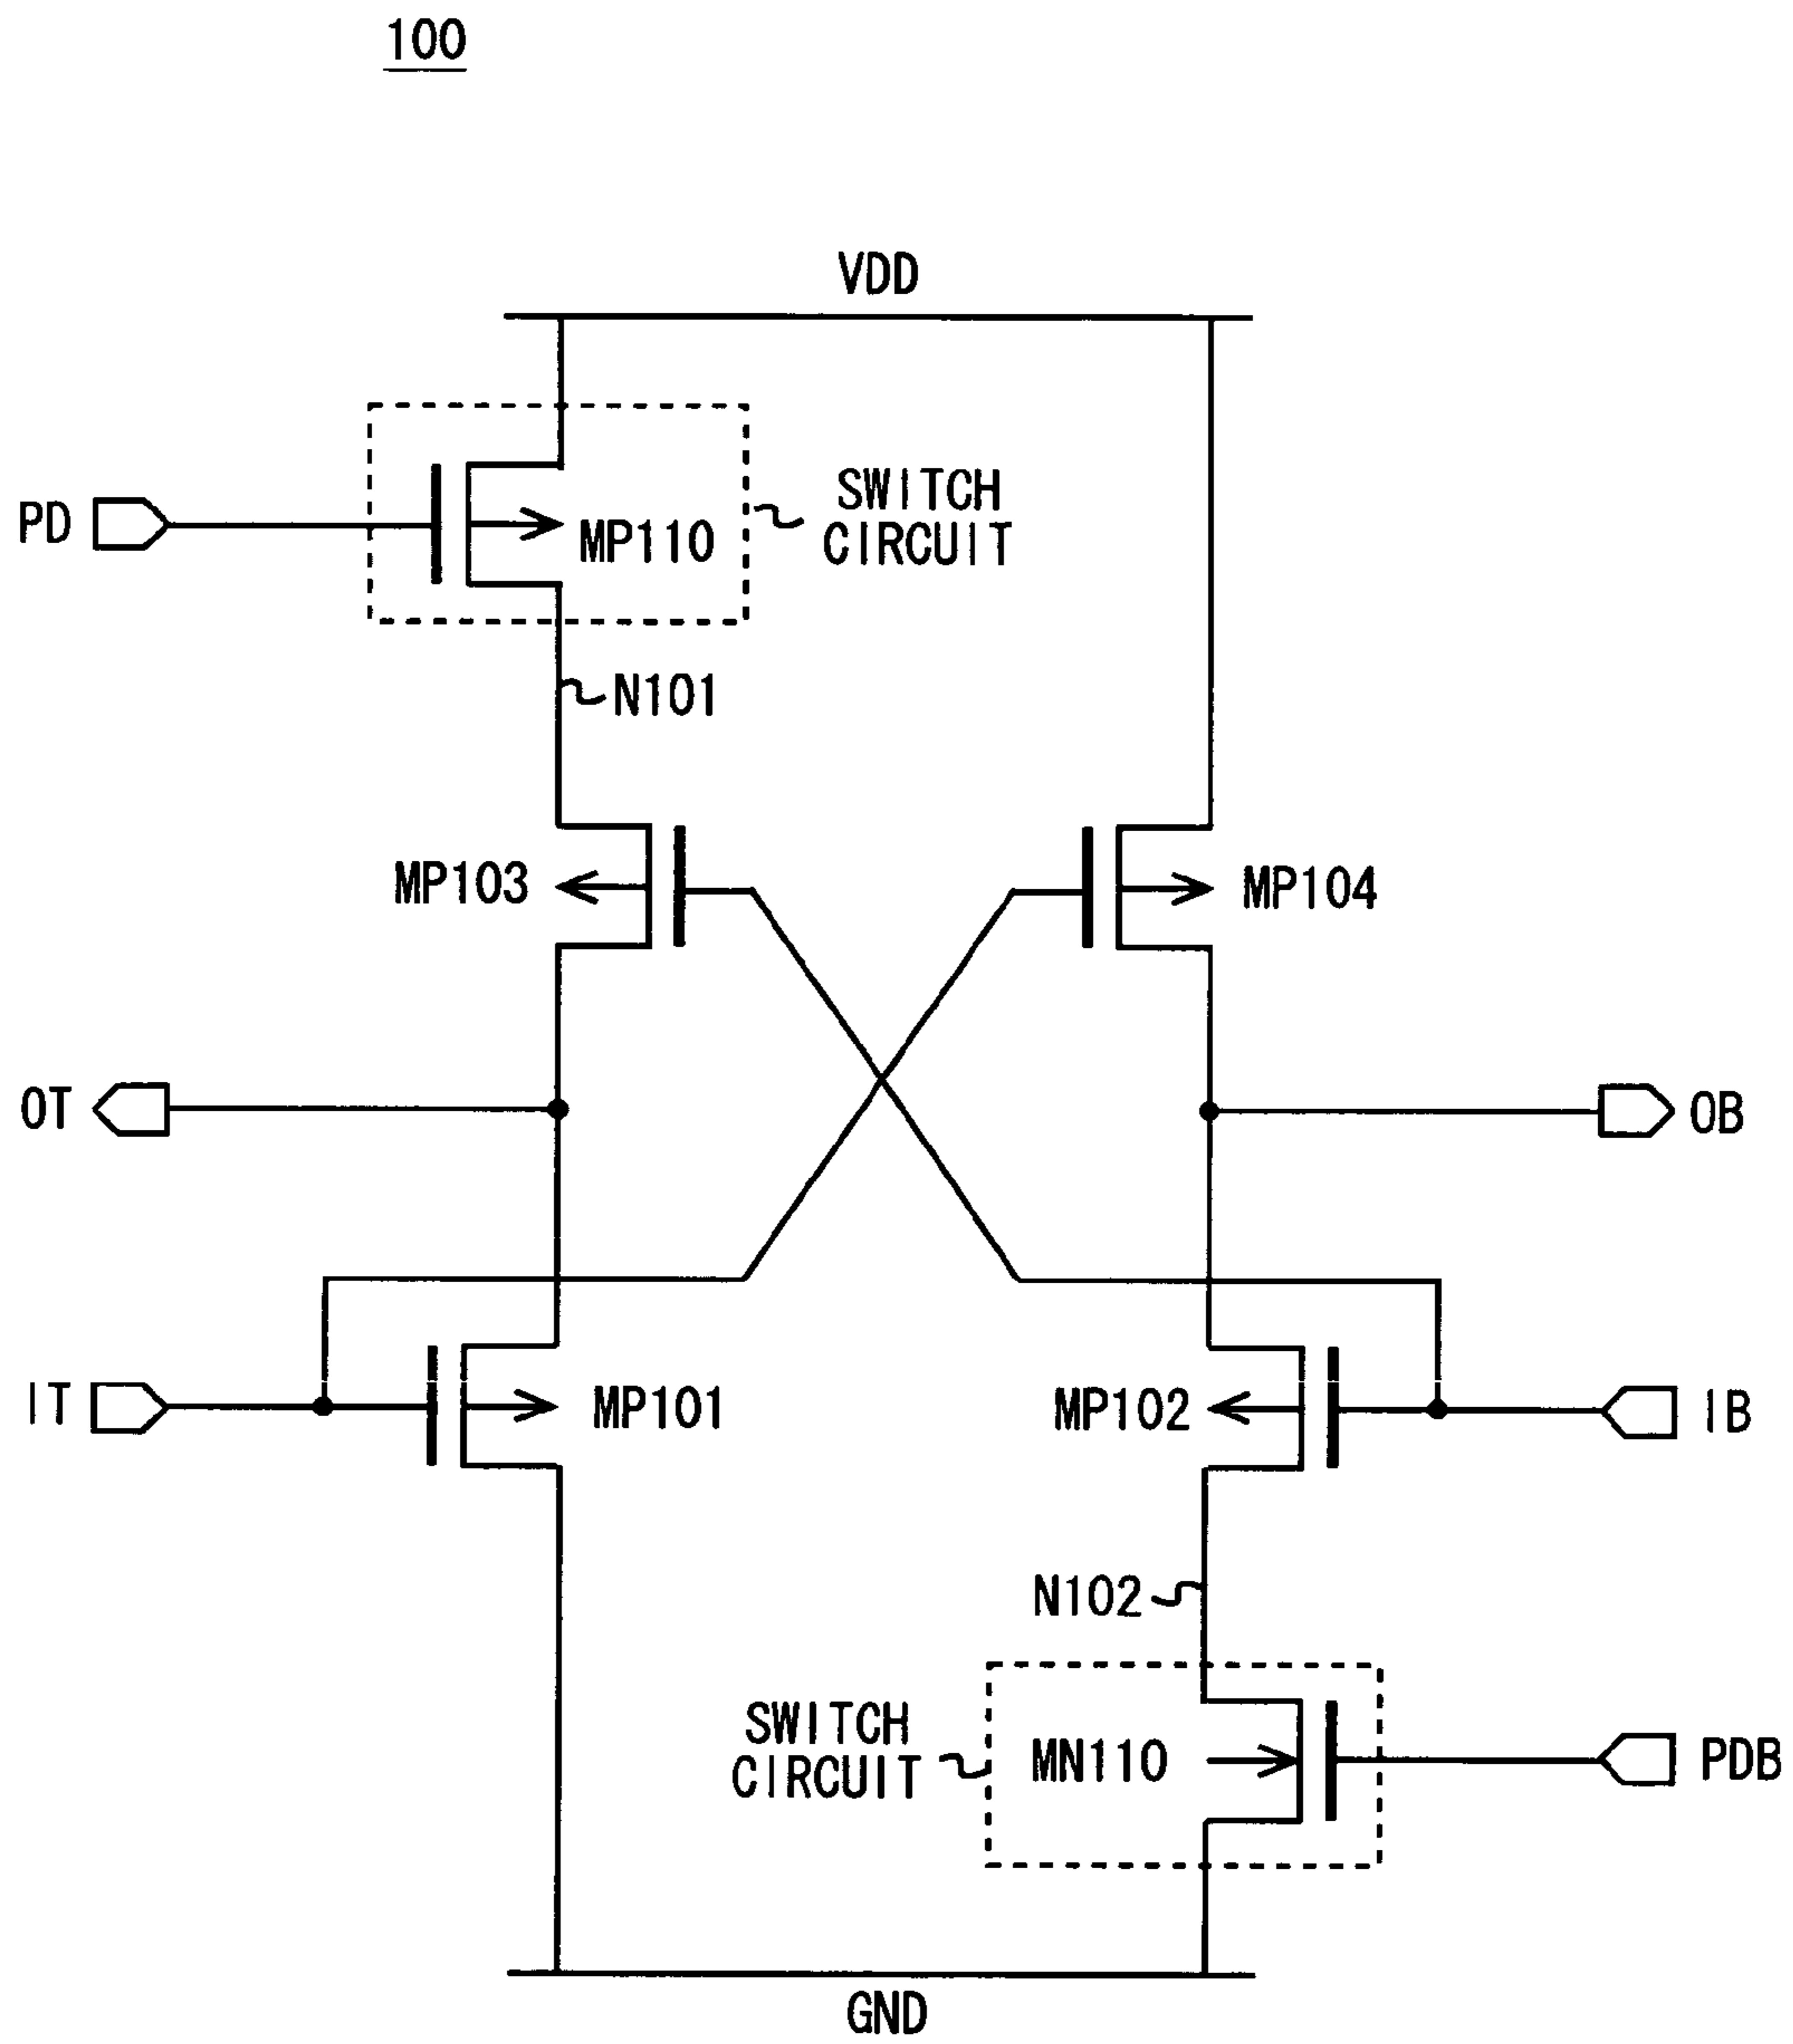 100
VDD
PD
MP110
SWITCH
CIRCUIT
N101
MP103
MP104
OT
OB
IT
MP101
MP102
IB
N102
SWITCH
CIRCUIT
MN110
PDB
GND